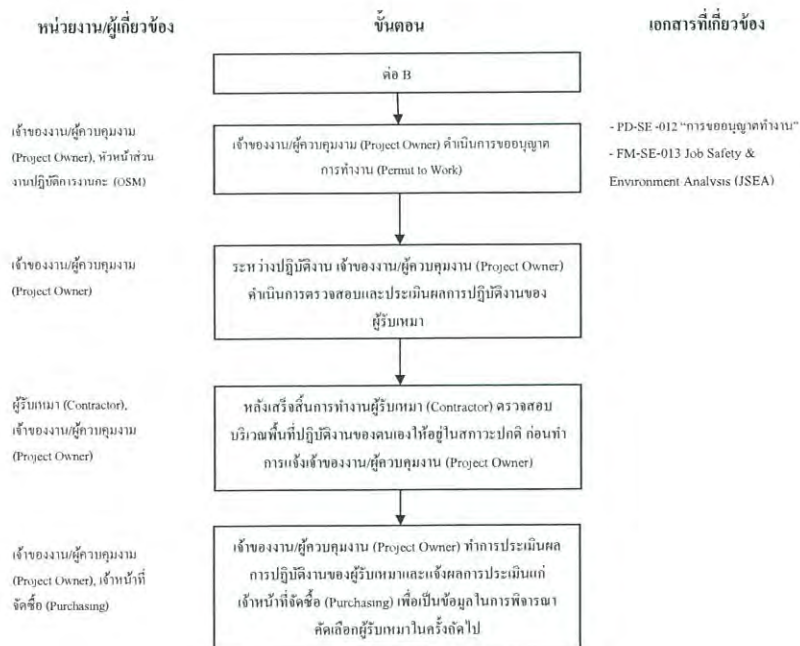 หน่วยงาน/ผู้เกี่ยวข้อง
ขั้นตอน
เอกสารที่เกี่ยวข้อง
ต่อ B
เจ้าของงาน/ผู้ควบคุมงาม
(Project Owner), หัวหน้าส่วน
งานปฏิบัติการงานกะ (OSM)
เจ้าของงาน/ผู้ควบคุมงาม (Project Owner) ดำเนินการขออนุญาต
การทำงาน (Permit to Work)
- PD-SE -012 “การขออนุญาตทำงาน”
- FM-SE-013 Job Safety &
Environment Analysis (JSEA)
เจ้าของงาน/ผู้ควบคุมงาม
(Project Owner)
ระหว่างปฏิบัติงาน เจ้าของงาน/ผู้ควบคุมงาน (Project Owner)
ดำเนินการตรวจสอบและประเมินผลการปฏิบัติงานของ
ผู้รับเหมา
ผู้รับเหมา (Contractor),
เจ้าของงาน/ผู้ควบคุมงาม
(Project Owner)
หลังเสร็จสิ้นการทำงานผู้รับเหมา (Contractor) ตรวจสอบ
บริเวณพื้นที่ปฏิบัติงานของตนเองให้อยู่ในสภาวะปกติ ก่อนทำ
การแจ้งเจ้าของงาน/ผู้ควบคุมงาน (Project Owner)
เจ้าของงาน/ผู้ควบคุมงาม
(Project Owner), เจ้าหน้าที่
จัดซื้อ (Purchasing)
เจ้าของงาน/ผู้ควบคุมงาน (Project Owner) ทำการประเมินผล
การปฏิบัติงานของผู้รับเหมาและแจ้งผลการประเมินแก่
เจ้าหน้าที่จัดซื้อ (Purchasing) เพื่อเป็นข้อมูลในการพิจารณา
คัดเลือกผู้รับเหมาในครั้งถัดไป